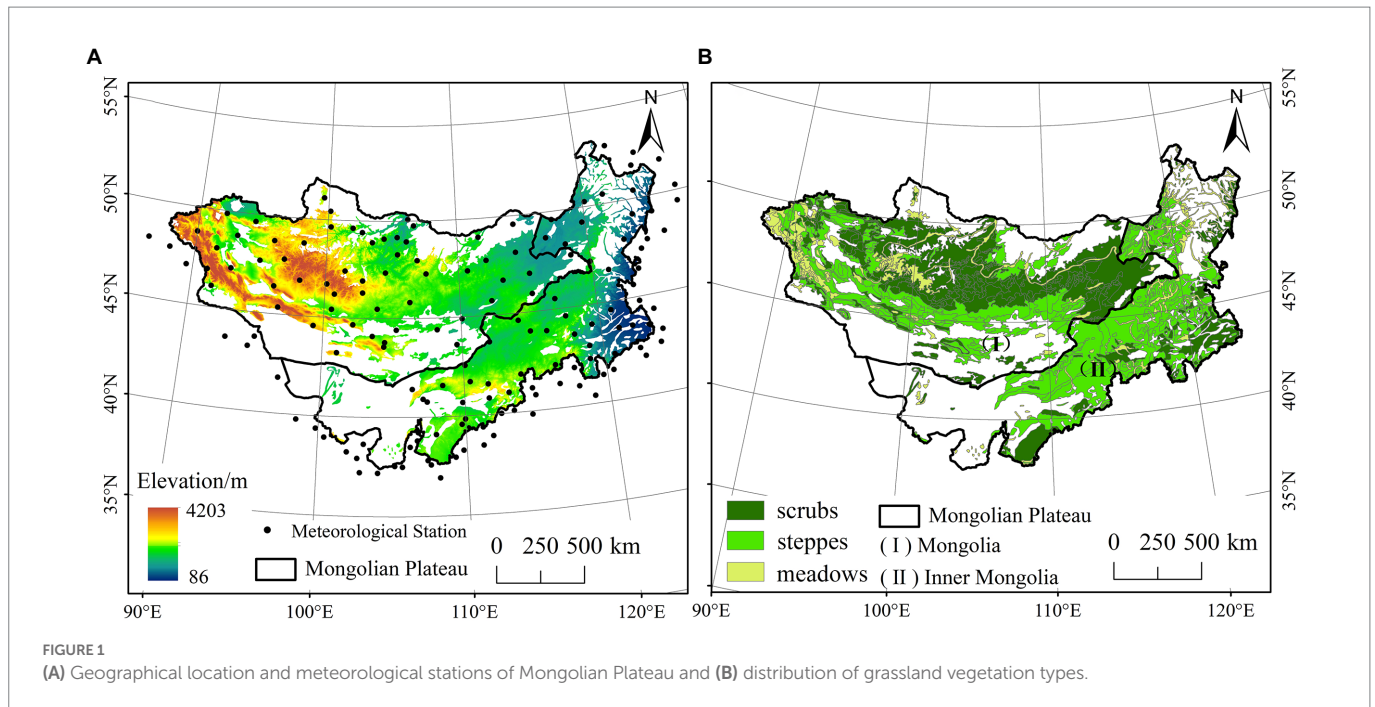 A
B
55°N
50°N
45°N
40°N
35°N
N
Elevation/m
4203
86
Meteorological Station
Mongolian Plateau
0 250 500 km
90°E 100°E 110°E 120°E
N
55°N
50°N
45°N
40°N
35°N
(I)
(II)
scrubs
steppes
meadows
Mongolian Plateau
(I) Mongolia
(II) Inner Mongolia
0 250 500 km
90°E 100°E 110°E 120°E
FIGURE 1
(A) Geographical location and meteorological stations of Mongolian Plateau and (B) distribution of grassland vegetation types.